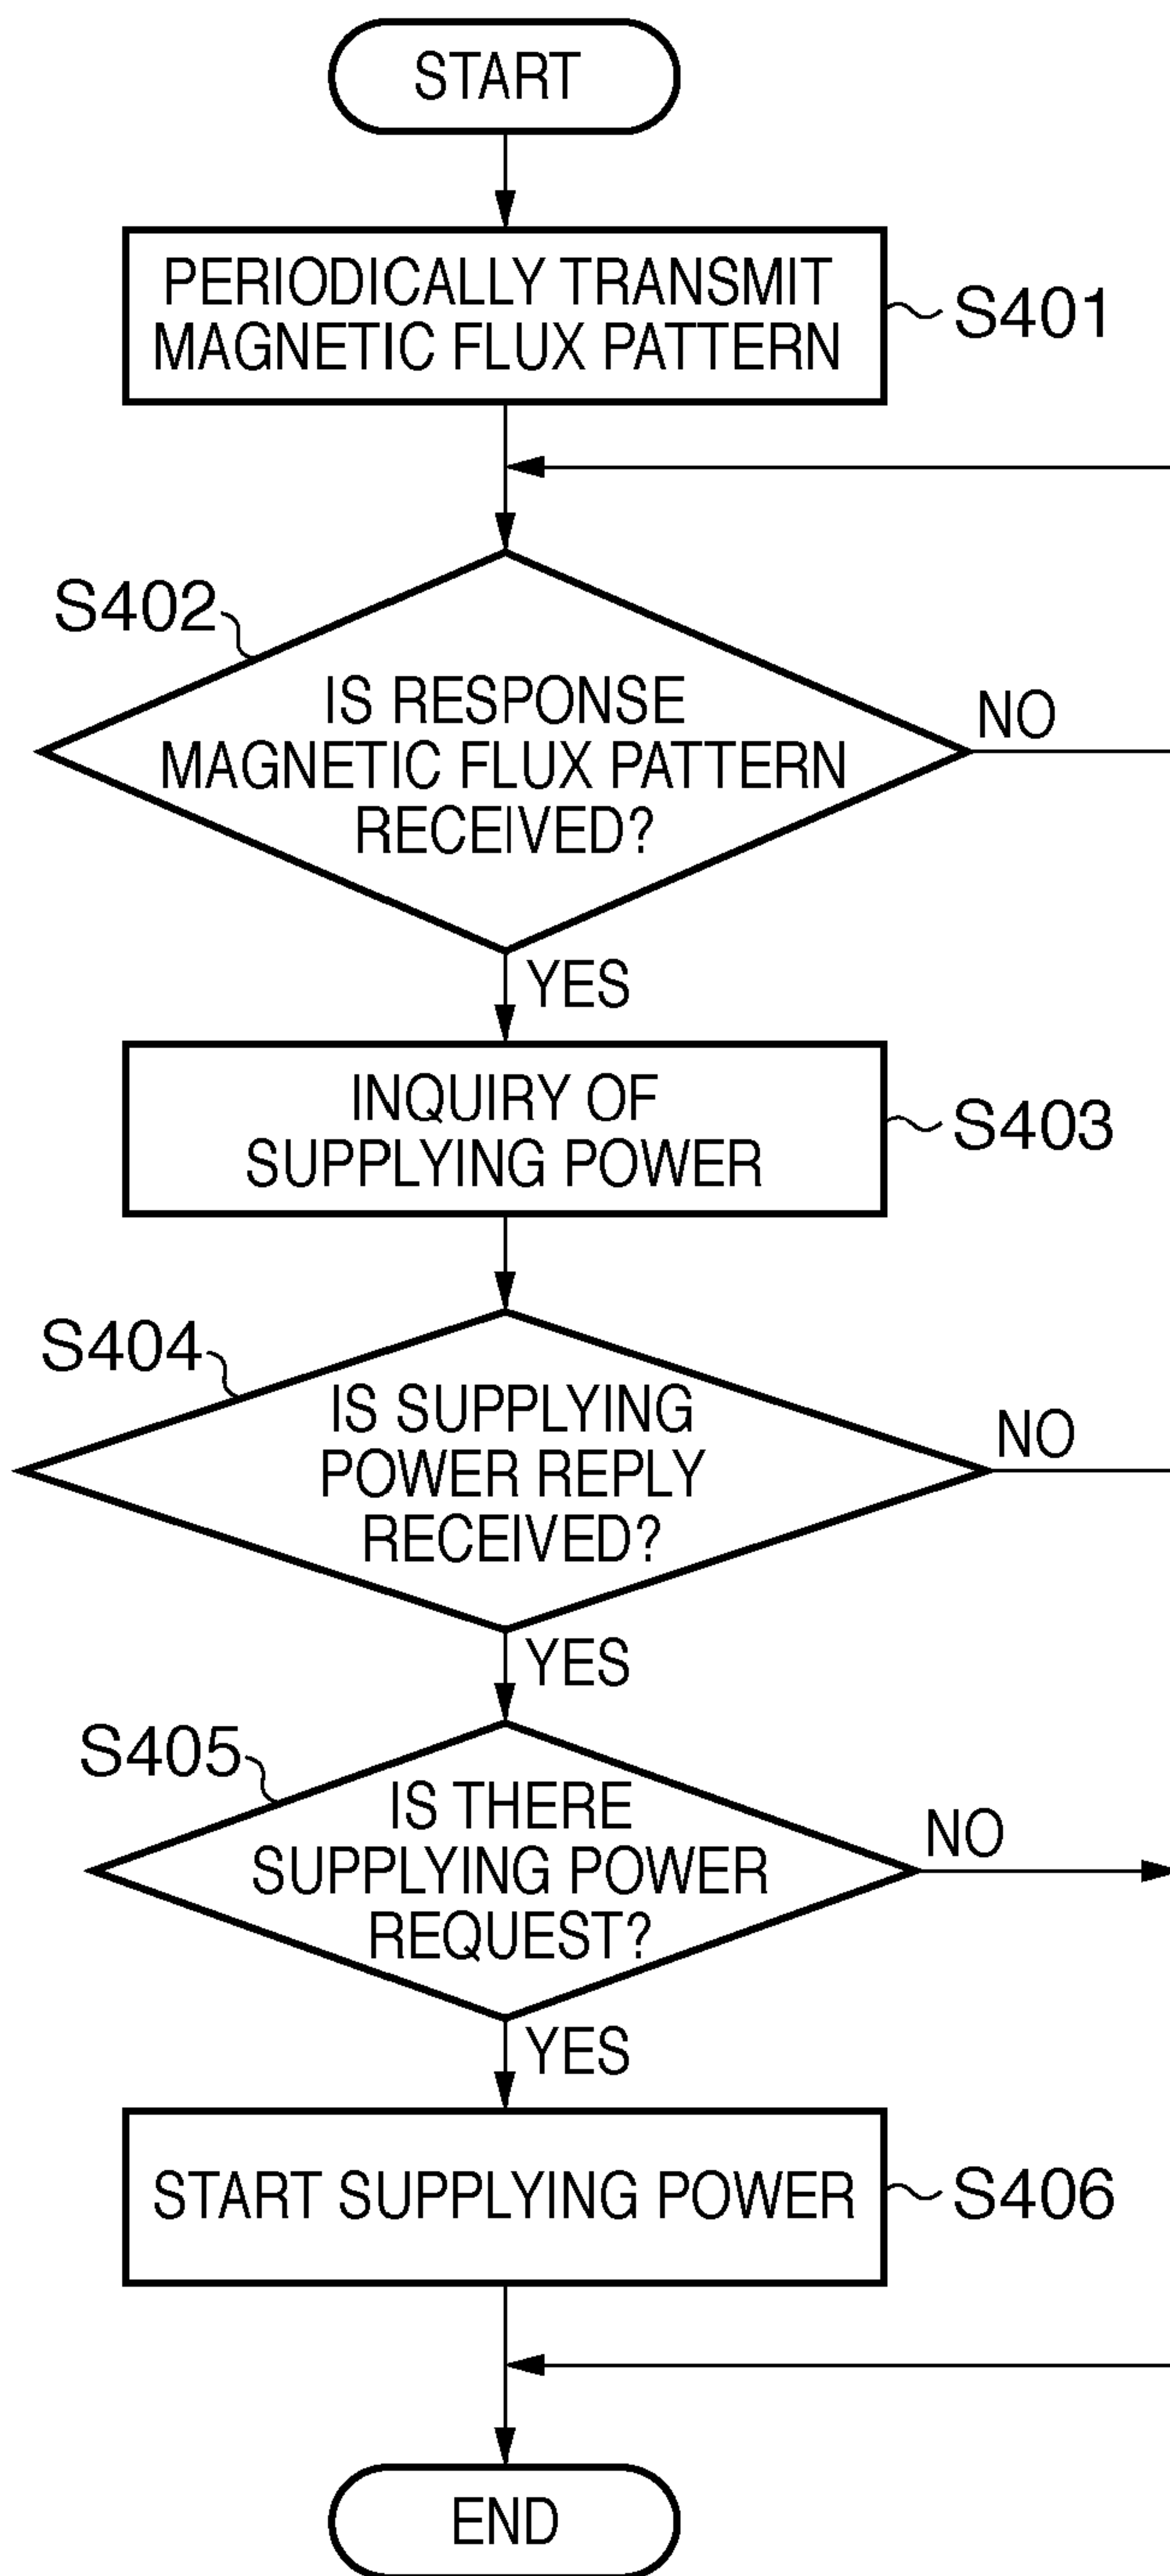 START
PERIODICALLY TRANSMIT
MAGNETIC FLUX PATTERN
S401
S402
IS RESPONSE
MAGNETIC FLUX PATTERN
RECEIVED?
NO
YES
INQUIRY OF
SUPPLYING POWER
S403
S404
IS SUPPLYING
POWER REPLY
RECEIVED?
NO
YES
S405
IS THERE
SUPPLYING POWER
REQUEST?
NO
YES
START SUPPLYING POWER
S406
END